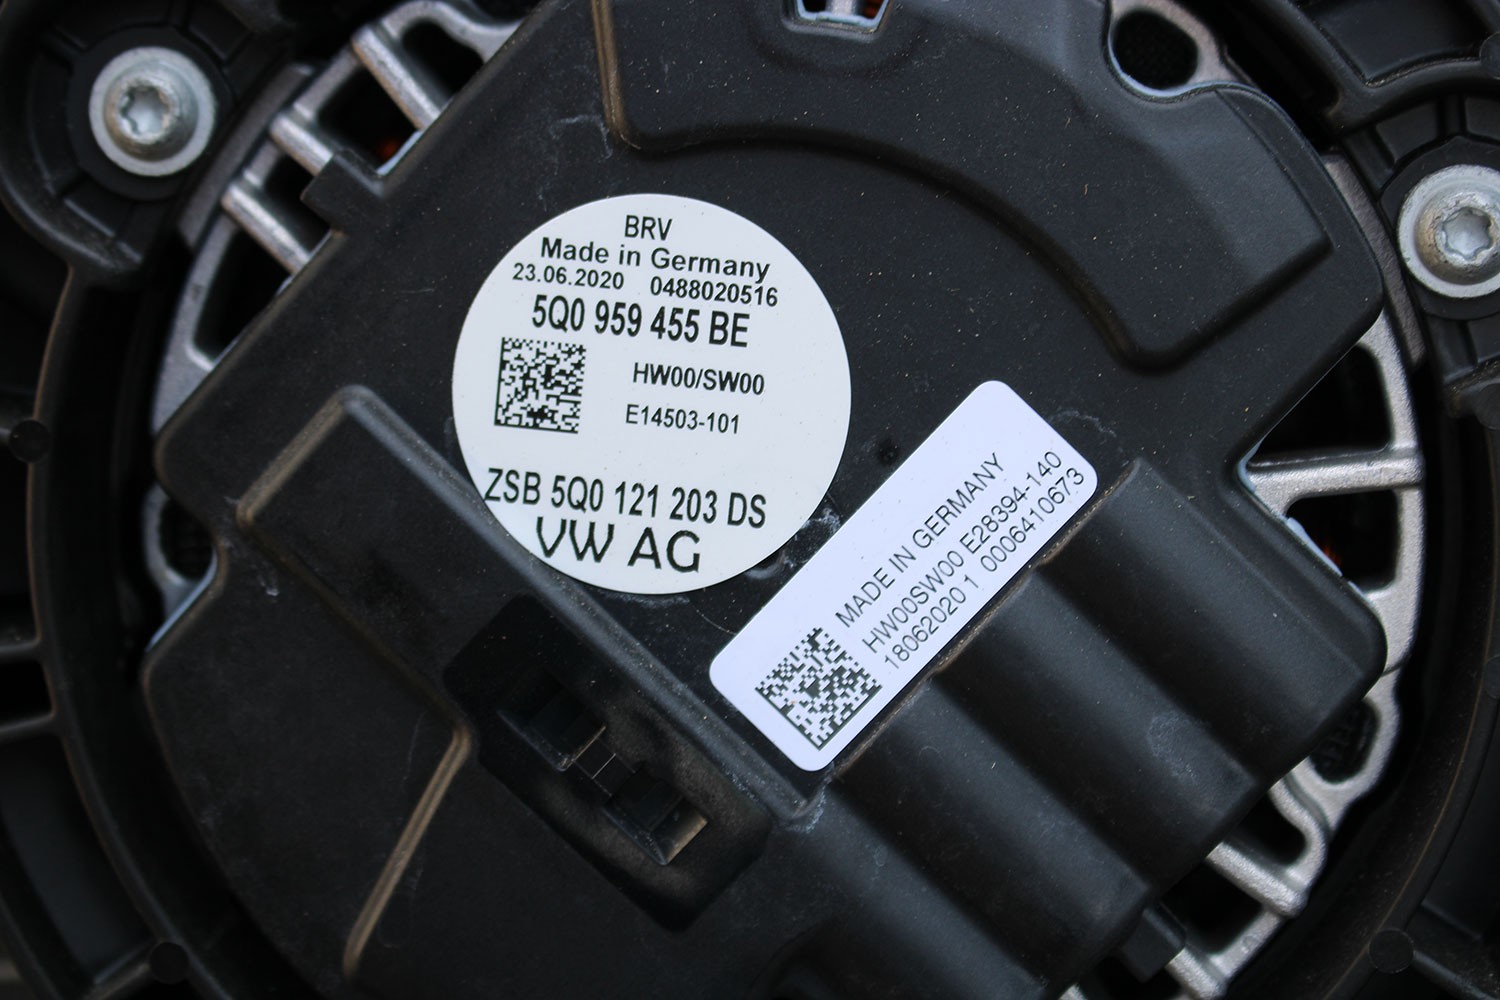 BRV
Made in Germany
23.06.2020 0488020516
5Q0 959 455 BE
HW00/SW00
E14503-101
ZSB 5Q0 121 203 DS
VW AG
MADE IN GERMANY
HW00SW00 E28394-140
18062020 1 0006410673